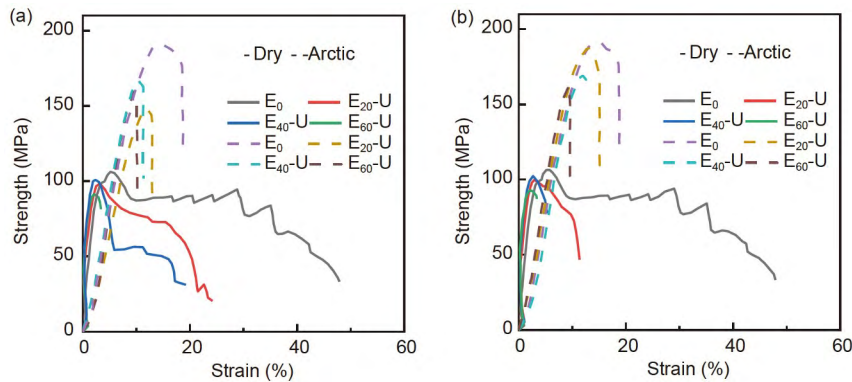 (a)
200
150
100
50
0
Strength (MPa)
- Dry - -Arctic
E₀ E₂₀-U
E₄₀-U E₆₀-U
E₀ E₂₀-U
E₄₀-U E₆₀-U
0 20 40 60
Strain (%)
(b)
200
150
100
50
0
Strength (MPa)
- Dry - -Arctic
E₀ E₂₀-U
E₄₀-U E₆₀-U
E₀ E₂₀-U
E₄₀-U E₆₀-U
0 20 40 60
Strain (%)